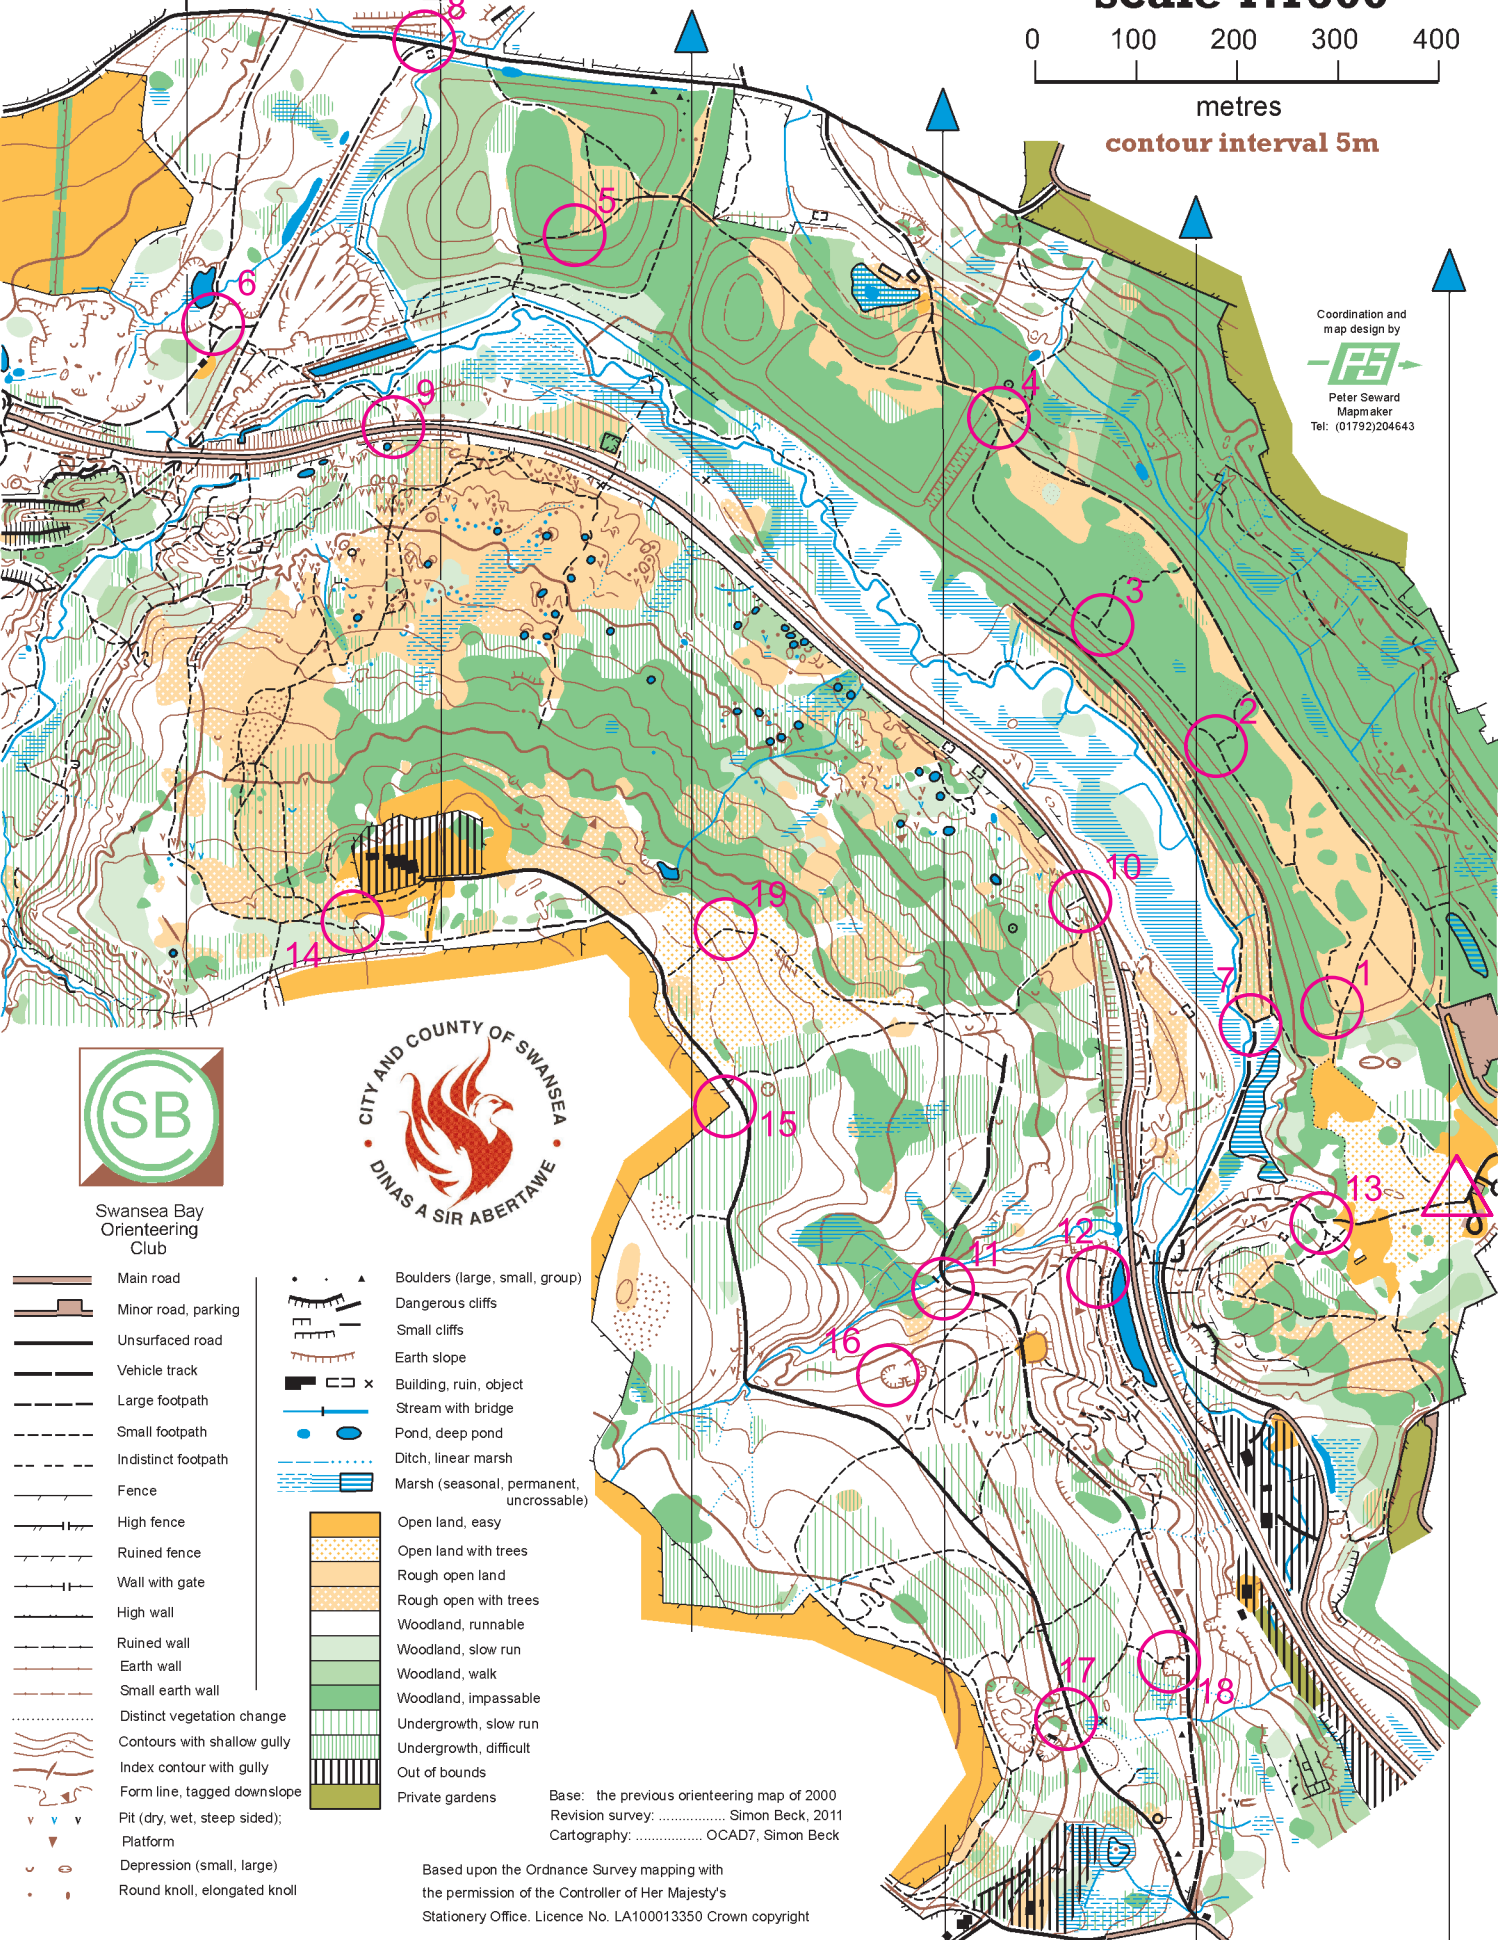 8
0 100 200 300 400
metres
contour interval 5m
5
6
4
9
Coordination and
map design by
PS
Peter Seward
Mapmaker
Tel: (01792)204643
3
2
10
19
14
7
1
15
13
12
11
16
17
18
SB
Swansea Bay
Orienteering
Club
CITY AND COUNTY OF SWANSEA
DINAS A SIR ABERTAWE
Main road
Minor road, parking
Unsurfaced road
Vehicle track
Large footpath
Small footpath
Indistinct footpath
Fence
High fence
Ruined fence
Wall with gate
High wall
Ruined wall
Earth wall
Small earth wall
Distinct vegetation change
Contours with shallow gully
Index contour with gully
Form line, tagged downslope
Pit (dry, wet, steep sided);
Platform
Depression (small, large)
Round knoll, elongated knoll
Boulders (large, small, group)
Dangerous cliffs
Small cliffs
Earth slope
Building, ruin, object
Stream with bridge
Pond, deep pond
Ditch, linear marsh
Marsh (seasonal, permanent,
uncrossable)
Open land, easy
Open land with trees
Rough open land
Rough open with trees
Woodland, runnable
Woodland, slow run
Woodland, walk
Woodland, impassable
Undergrowth, slow run
Undergrowth, difficult
Out of bounds
Private gardens
Base: the previous orienteering map of 2000
Revision survey: ................. Simon Beck, 2011
Cartography: ................. OCAD7, Simon Beck
Based upon the Ordnance Survey mapping with
the permission of the Controller of Her Majesty's
Stationery Office. Licence No. LA100013350 Crown copyright